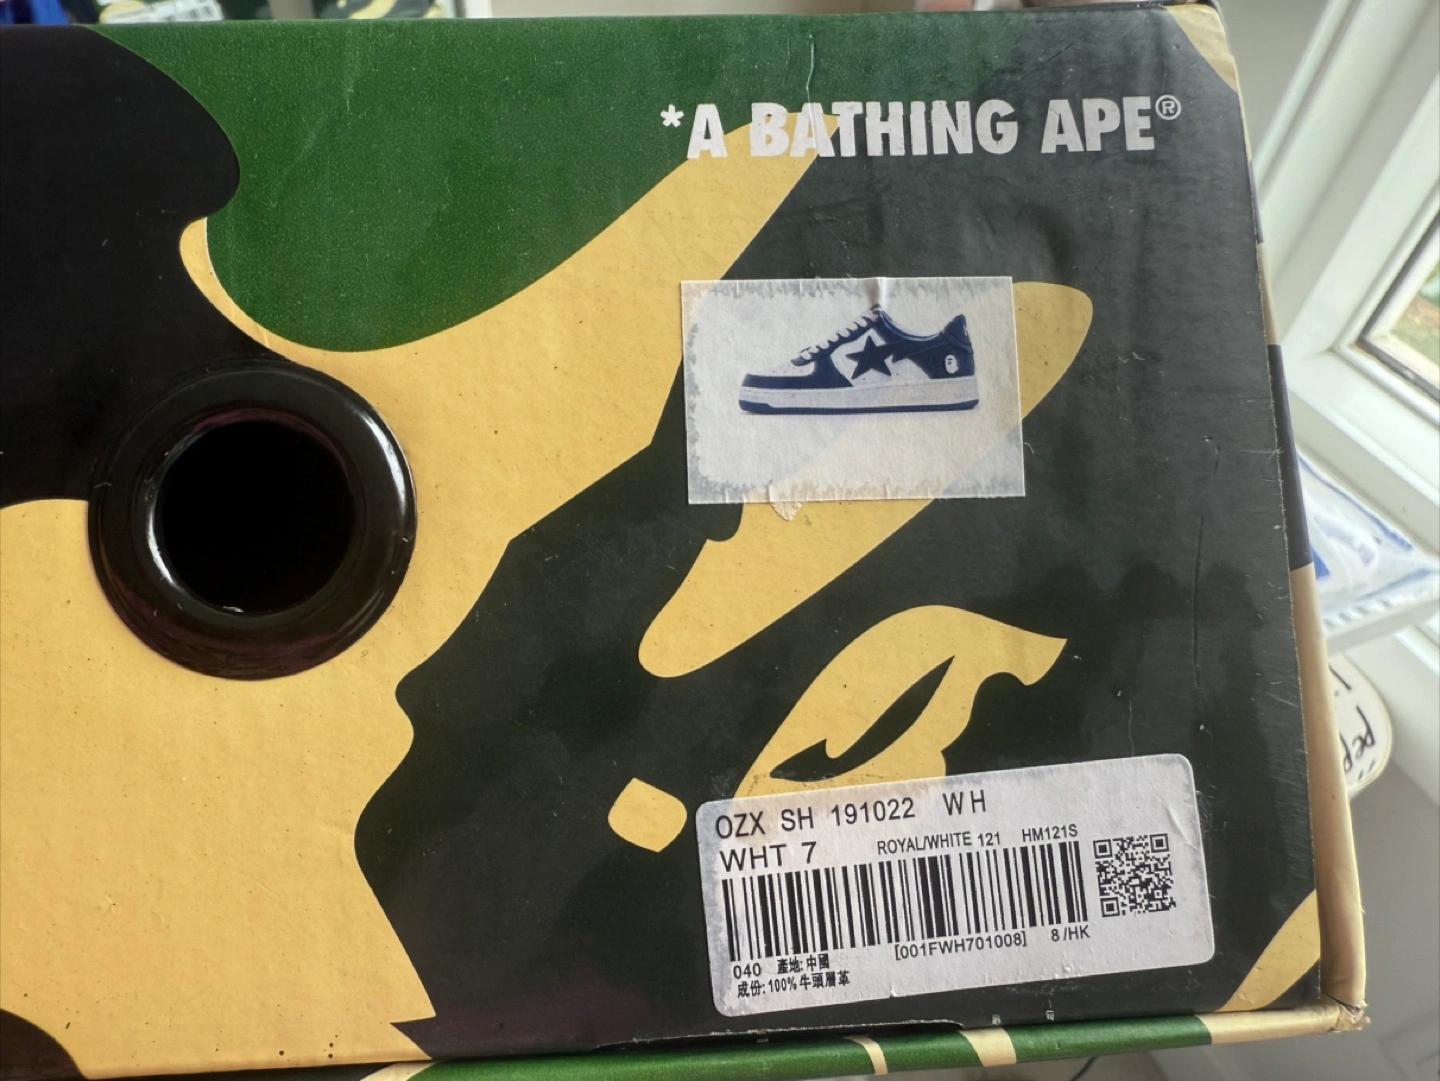 *A BATHING APE®
OZX SH 191022 WH
WHT 7 ROYAL/WHITE 121 HM121S
[001FWH701008] 8/HK
040 產地:中國
成份:100%牛頭層革